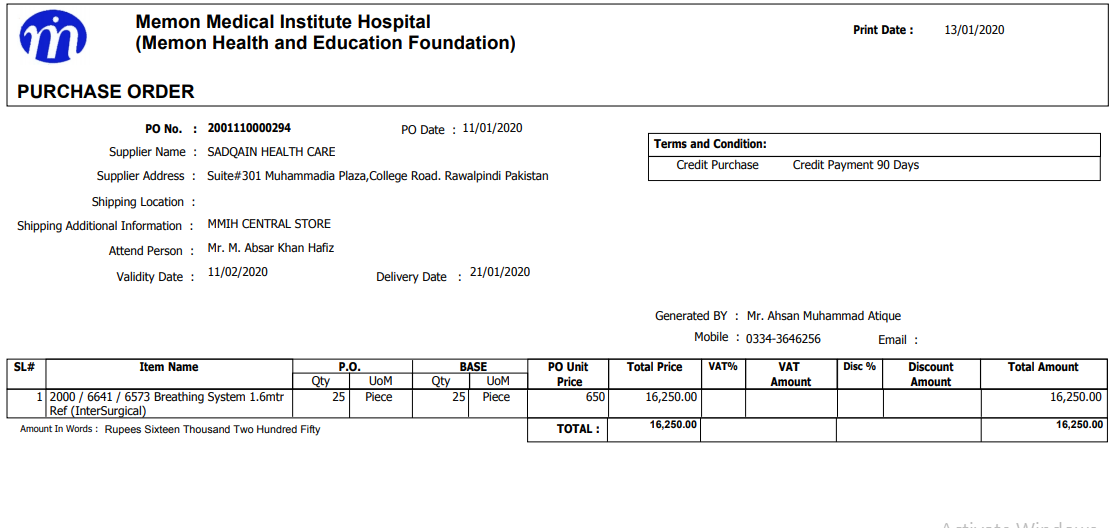 Memon Medical Institute Hospital
(Memon Health and Education Foundation)
Print Date : 13/01/2020
PURCHASE ORDER
PO No. : 2001110000294 PO Date : 11/01/2020
Supplier Name : SADQAIN HEALTH CARE
Supplier Address : Suite#301 Muhammadia Plaza,College Road. Rawalpindi Pakistan
Shipping Location :
Shipping Additional Information : MMIH CENTRAL STORE
Attend Person : Mr. M. Absar Khan Hafiz
Validity Date : 11/02/2020 Delivery Date : 21/01/2020
Terms and Condition:
Credit Purchase Credit Payment 90 Days
Generated BY : Mr. Ahsan Muhammad Atique
Mobile : 0334-3646256 Email :
SL# Item Name P.O. BASE PO Unit Price Total Price VAT% VAT Amount Disc % Discount Amount Total Amount
Qty UoM Qty UoM
1 2000 / 6641 / 6573 Breathing System 1.6mtr 25 Piece 25 Piece 650 16,250.00 16,250.00
Ref (InterSurgical)
Amount In Words : Rupees Sixteen Thousand Two Hundred Fifty TOTAL : 16,250.00 16,250.00
Activate Windows